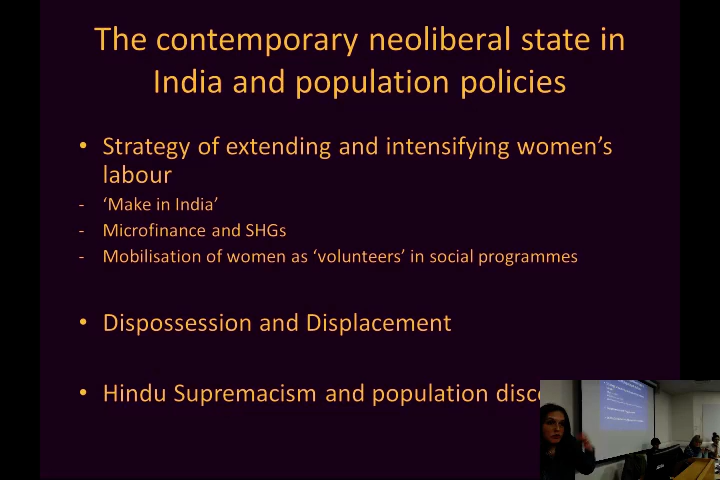 The contemporary neoliberal state in
India and population policies
• Strategy of extending and intensifying women’s
labour
- ‘Make in India’
- Microfinance and SHGs
- Mobilisation of women as ‘volunteers’ in social programmes
• Dispossession and Displacement
• Hindu Supremacism and population